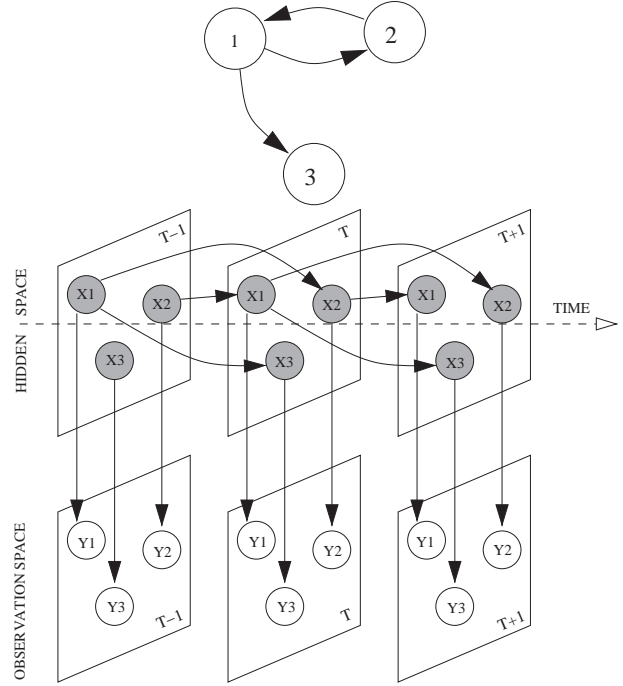 1
2
3
T−1
T
T+1
X1
X2
X1
X2
X1
X2
TIME
X3
X3
X3
HIDDEN SPACE
Y1
Y2
Y1
Y2
Y1
Y2
Y3
Y3
Y3
T−1
T
T+1
OBSERVATION SPACE